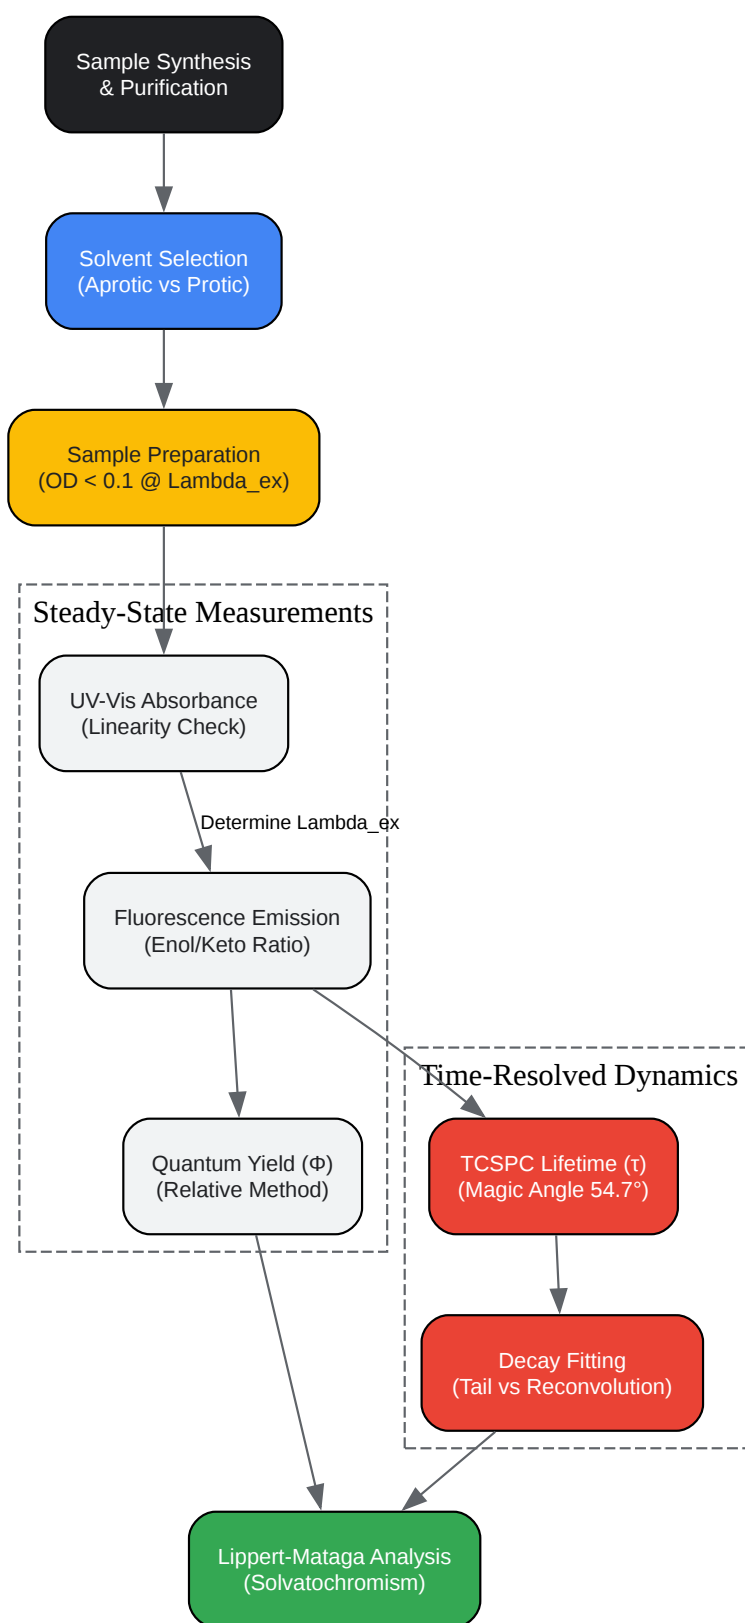 Sample Synthesis
& Purification
Solvent Selection
(Aprotic vs Protic)
Sample Preparation
(OD < 0.1 @ Lambda_ex)
Steady-State Measurements
UV-Vis Absorbance
(Linearity Check)
Determine Lambda_ex
Fluorescence Emission
(Enol/Keto Ratio)
Quantum Yield (Φ)
(Relative Method)
Time-Resolved Dynamics
TCSPC Lifetime (τ)
(Magic Angle 54.7°)
Decay Fitting
(Tail vs Reconvolution)
Lippert-Mataga Analysis
(Solvatochromism)